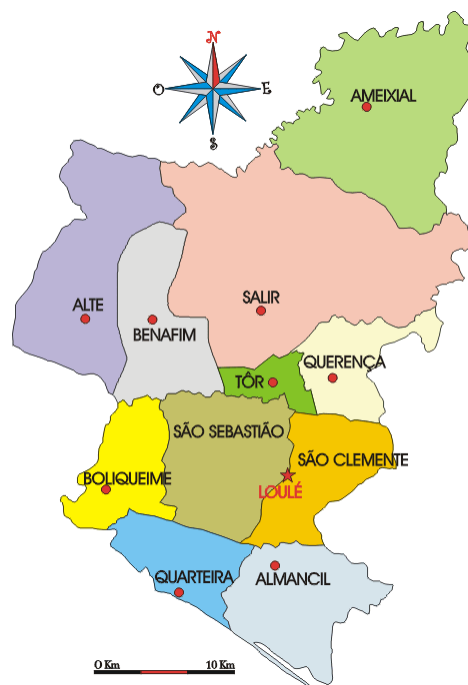 N
O
E
S
AMEIXIAL
ALTE
SALIR
BENAFIM
QUERENÇA
TÔR
SÃO SEBASTIÃO
SÃO CLEMENTE
BOLIQUEIME
LOULÉ
QUARTEIRA
ALMANCIL
0 Km
10 Km